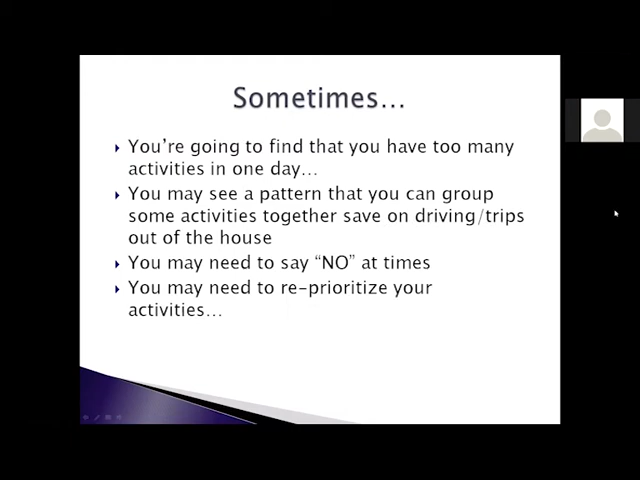 Sometimes…
You’re going to find that you have too many
activities in one day…
You may see a pattern that you can group
some activities together save on driving/trips
out of the house
You may need to say “NO” at times
You may need to re-prioritize your
activities…